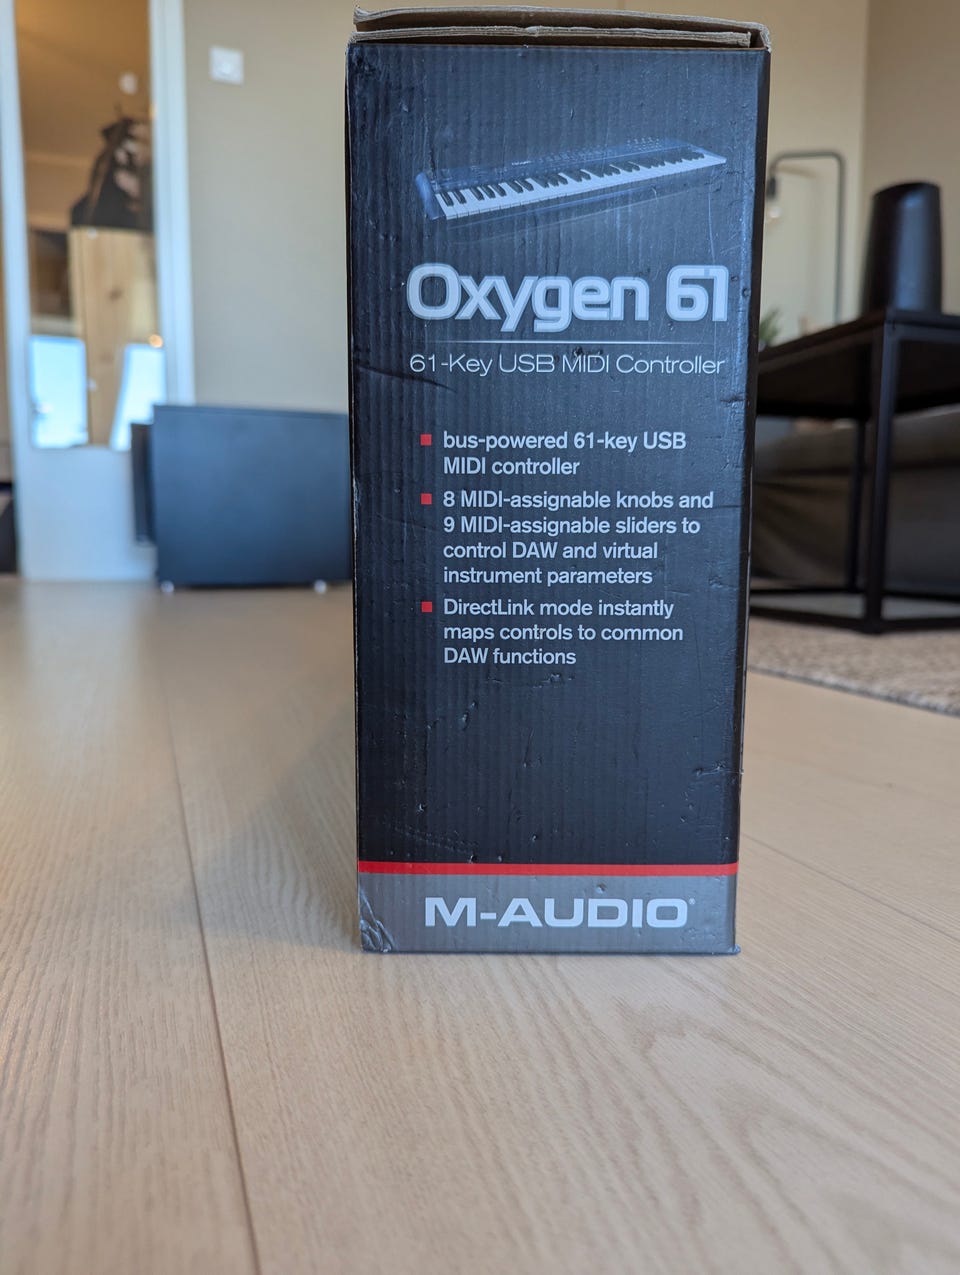 Oxygen 61
61-Key USB MIDI Controller
bus-powered 61-key USB
MIDI controller
8 MIDI-assignable knobs and
9 MIDI-assignable sliders to
control DAW and virtual
instrument parameters
DirectLink mode instantly
maps controls to common
DAW functions
M-AUDIO®